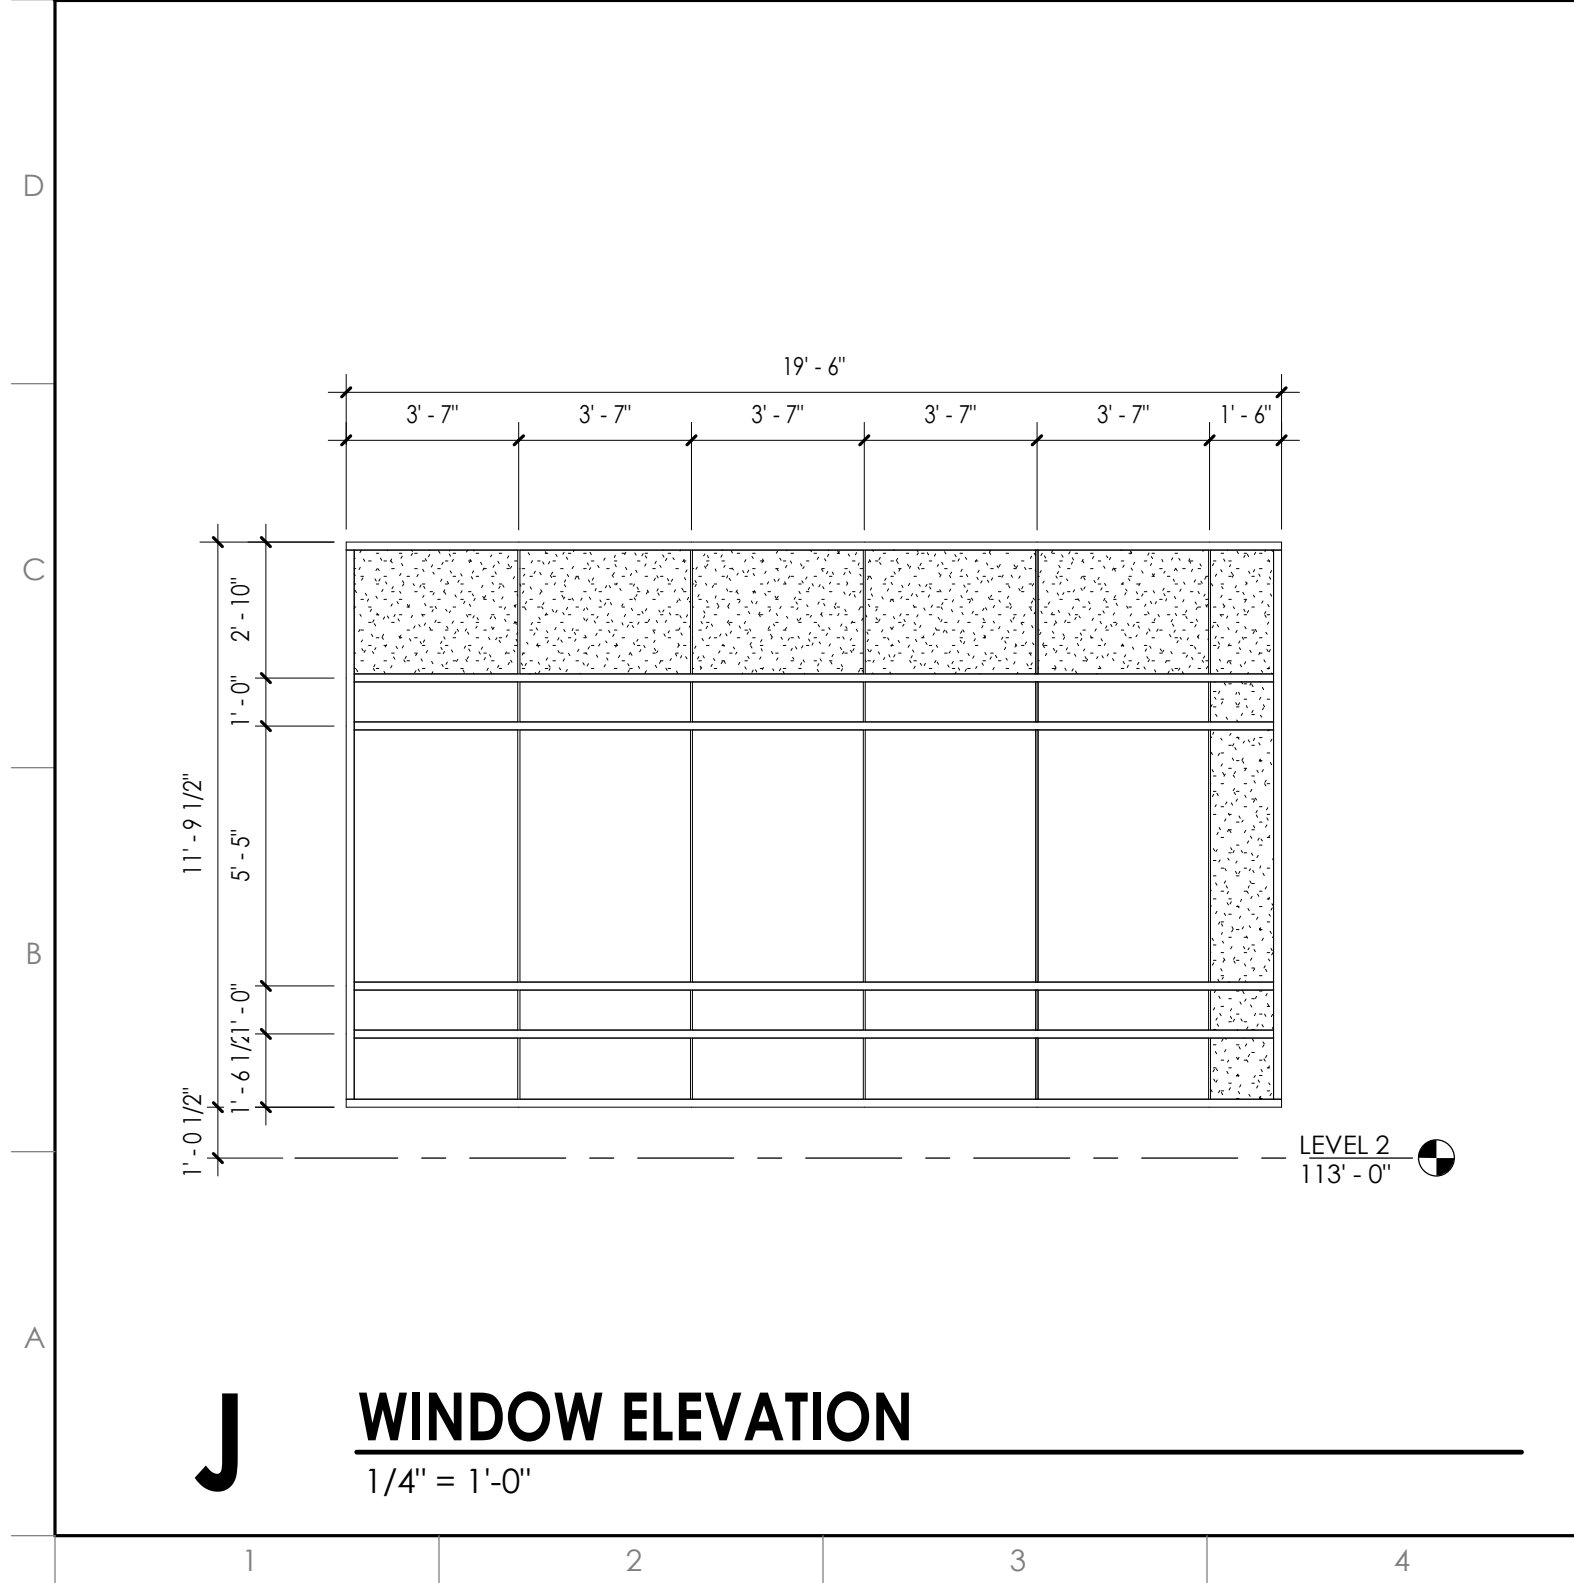 D
C
B
A
19' - 6"
3' - 7"
3' - 7"
3' - 7"
3' - 7"
3' - 7"
1' - 6"
2' - 10"
1' - 0"
5' - 5"
1' - 0"
1' - 6 1/2"
11' - 9 1/2"
1' - 0 1/2"
LEVEL 2
113' - 0"
J
WINDOW ELEVATION
1/4" = 1'-0"
1
2
3
4